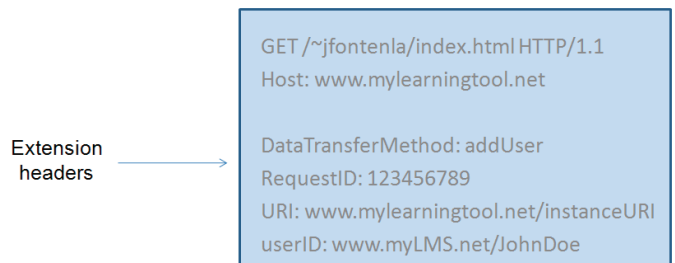 GET /~jfontenla/index.html HTTP/1.1
Host: www.mylearningtool.net
Extension
headers
DataTransferMethod: addUser
RequestID: 123456789
URI: www.mylearningtool.net/instanceURI
userID: www.myLMS.net/JohnDoe